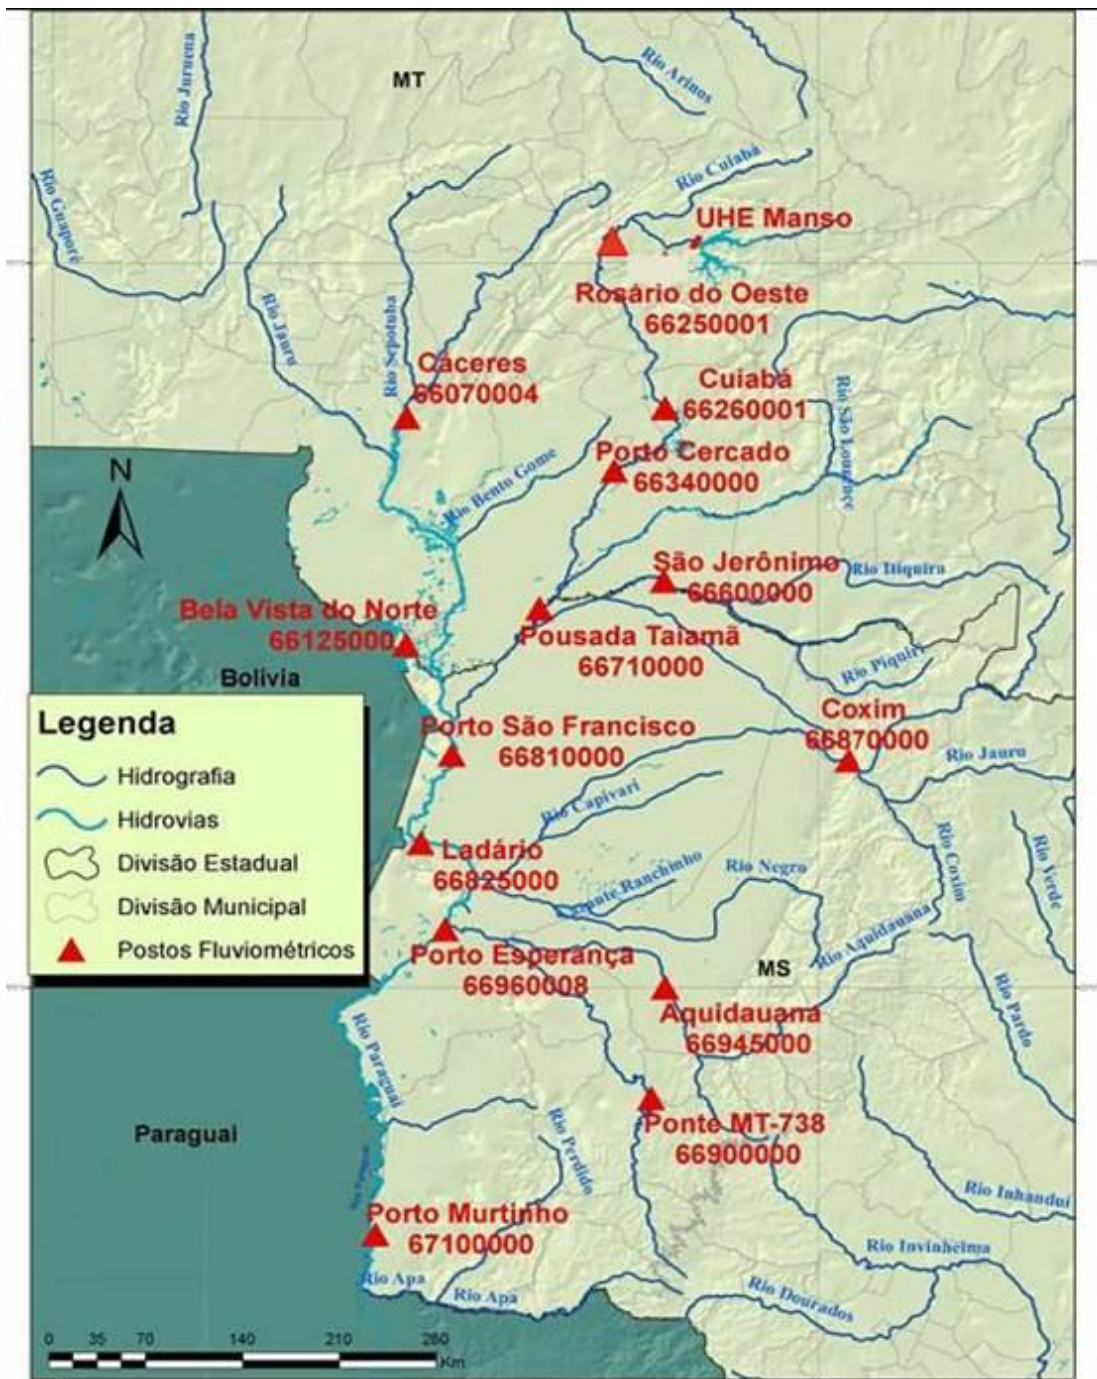 MT
Rio Juruena
Rio Arinos
Rio Guaporé
Rio Cuiabá
UHE Manso
Rosário do Oeste
66250001
Rio Jauru
Rio Sepotuba
Cáceres
66070004
Cuiabá
66260001
Rio São Lourenço
Porto Cercado
66340000
N
Rio Bento Gome
São Jerônimo
66600000
Rio Itiquira
Bela Vista do Norte
66125000
Pousada Taiamã
66710000
Rio Piquiri
Bolívia
Legenda
Hidrografia
Hidrovias
Divisão Estadual
Divisão Municipal
Postos Fluviométricos
Porto São Francisco
66810000
Coxim
66870000
Rio Jauru
Rio Capivari
Ladário
66825000
Ranchinho
Rio Negro
Rio Coxim
Rio Verde
Rio Aquidauana
Porto Esperança
66960008
MS
Aquidauana
66945000
Rio Pardo
Rio Paraguai
Paraguai
Rio Perdido
Ponte MT-738
66900000
Rio Inhanduí
Porto Murtinho
67100000
Rio Invinheima
Rio Apa
Rio Apa
Rio Dourados
0 35 70 140 210 280
Km